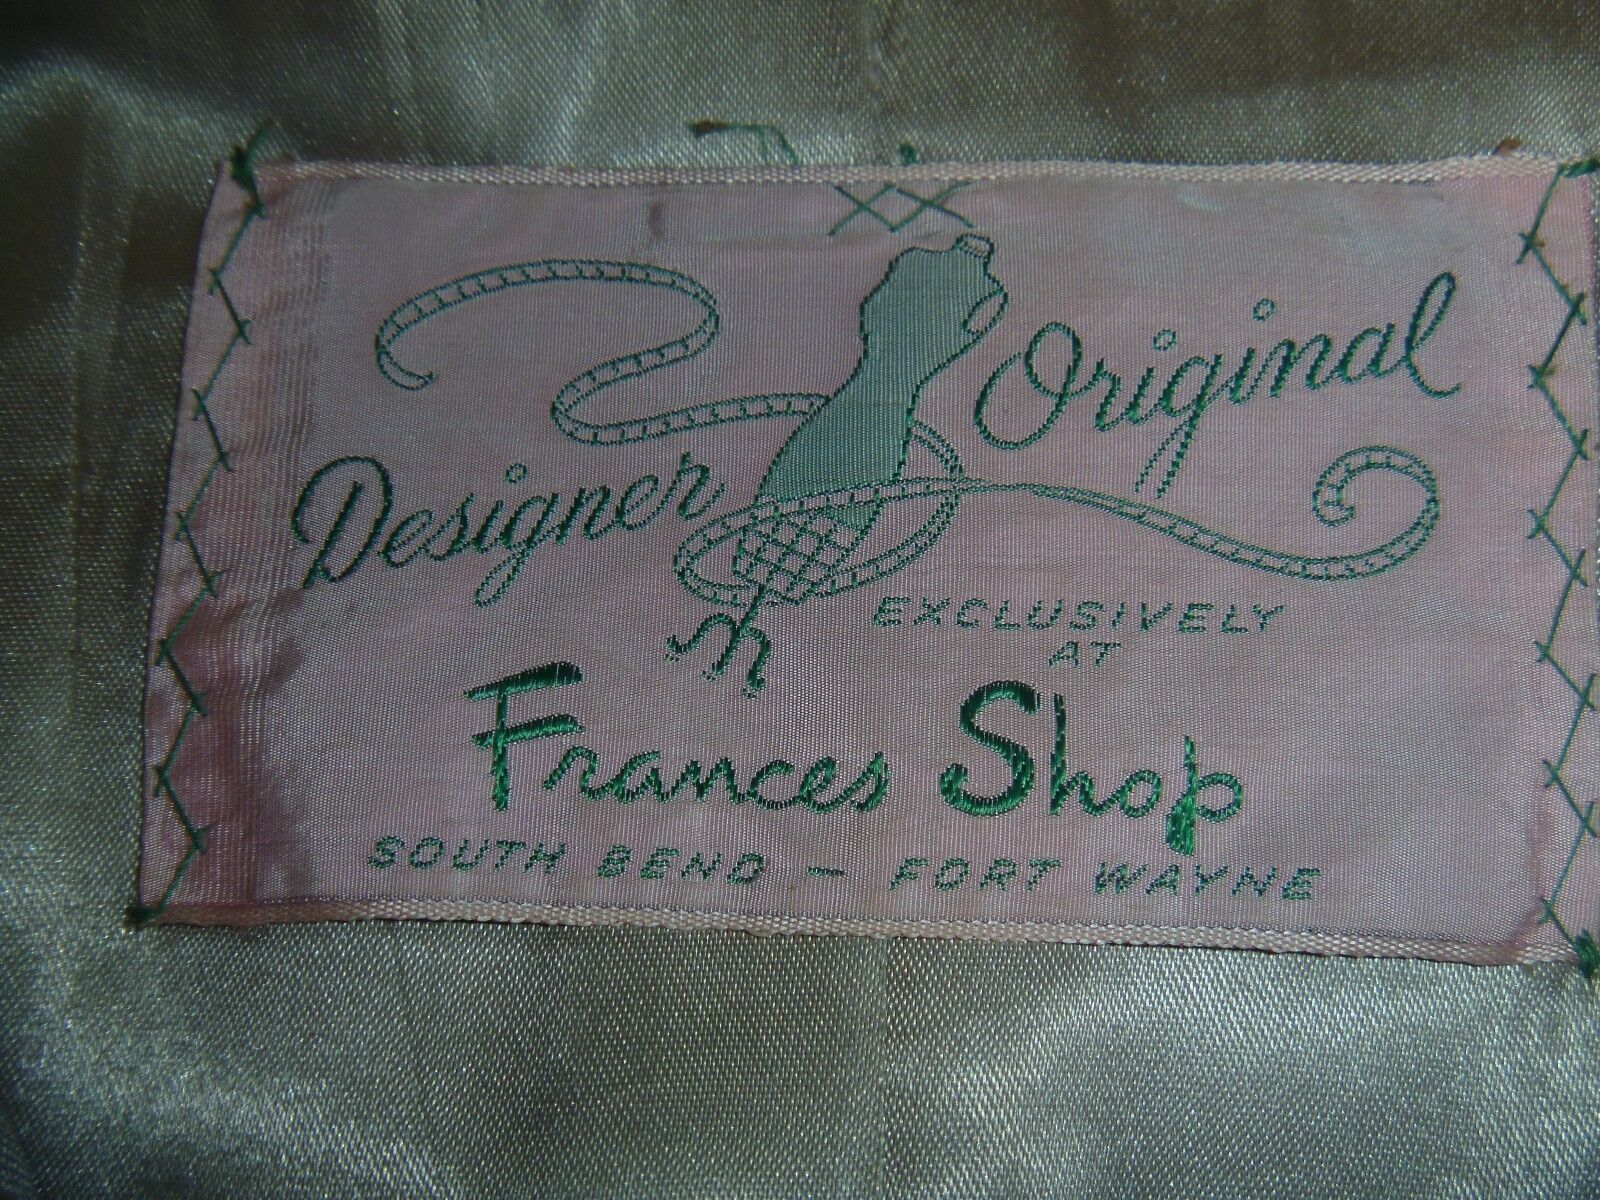 Designer Original
EXCLUSIVELY
AT
Frances Shop
SOUTH BEND — FORT WAYNE